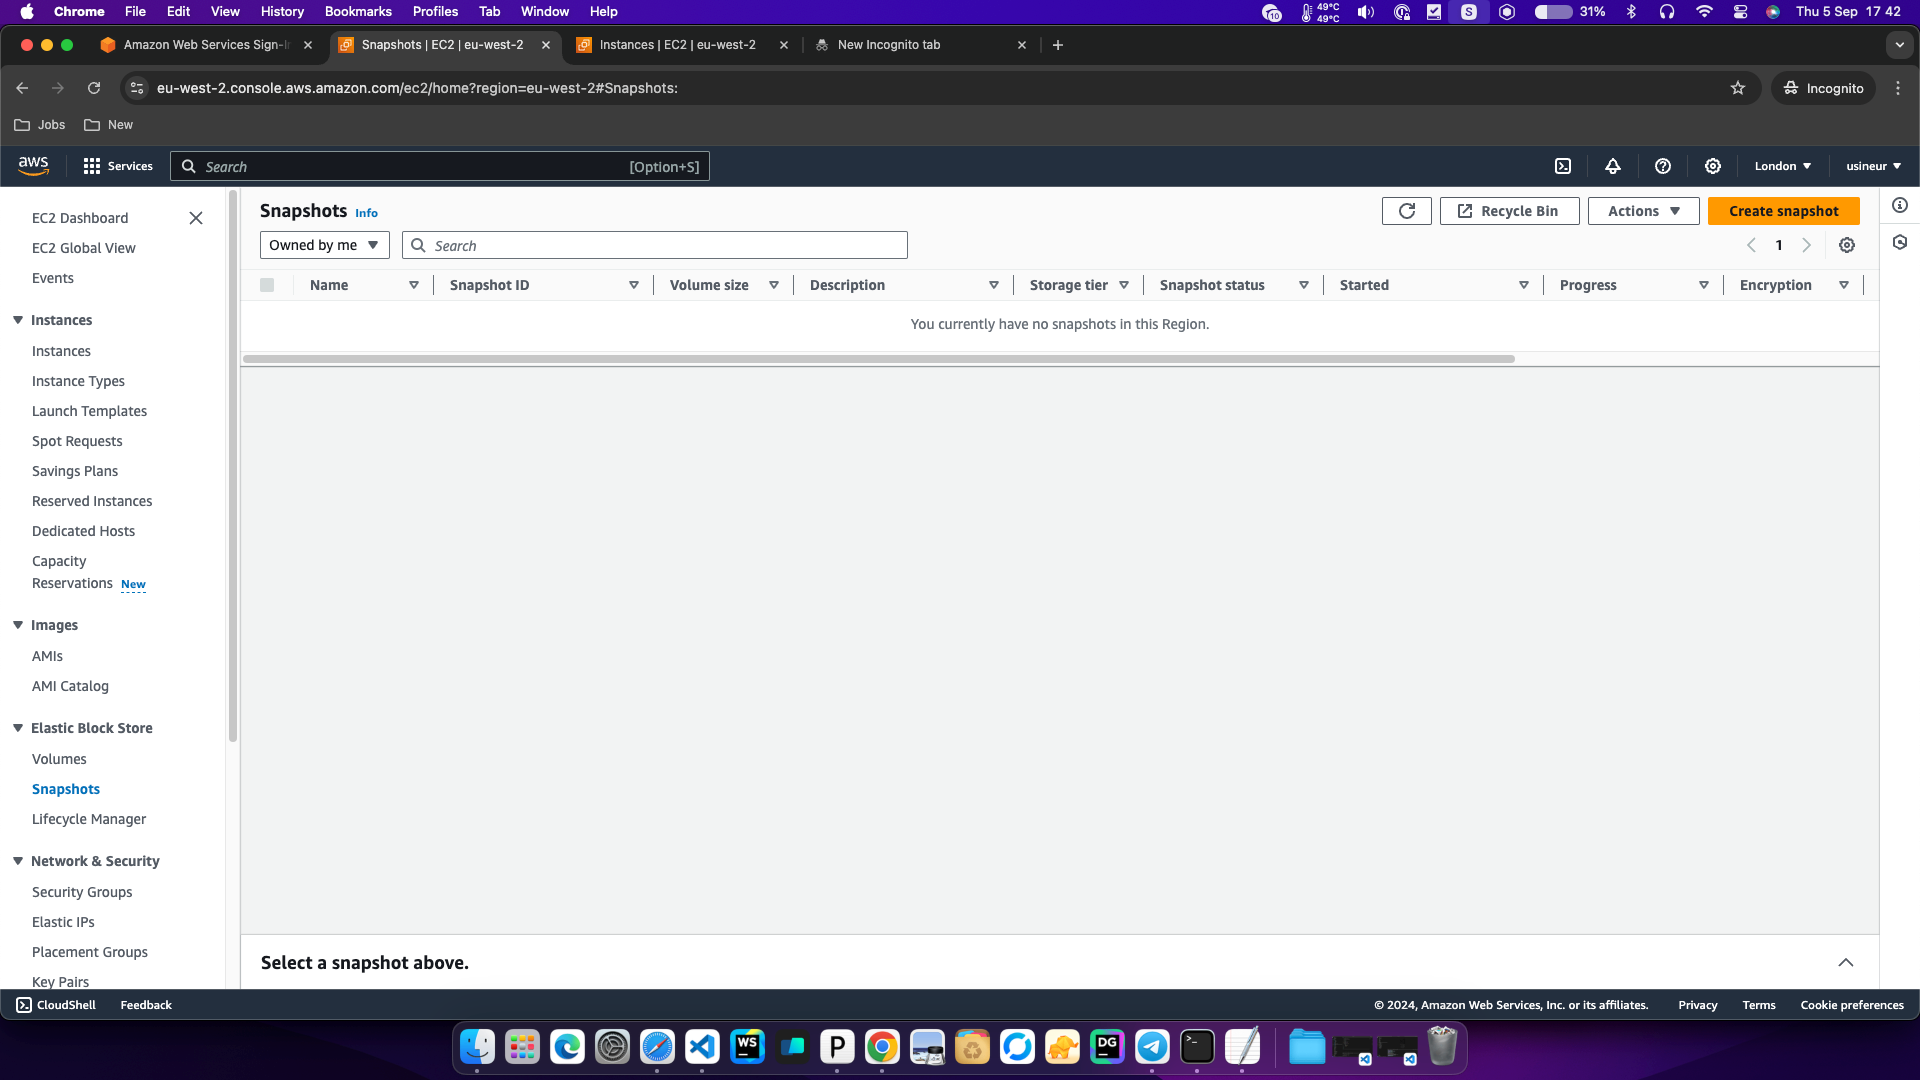 Chrome File Edit View History Bookmarks Profiles Tab Window Help 10 49°C 49°C S 31% Thu 5 Sep 17 42
Amazon Web Services Sign-In Snapshots | EC2 | eu-west-2 Instances | EC2 | eu-west-2 New Incognito tab
eu-west-2.console.aws.amazon.com/ec2/home?region=eu-west-2#Snapshots: Incognito
Jobs New
aws Services Search [Option+S] London usineur
EC2 Dashboard
EC2 Global View
Events
Instances
Instances
Instance Types
Launch Templates
Spot Requests
Savings Plans
Reserved Instances
Dedicated Hosts
Capacity
Reservations New
Images
AMIs
AMI Catalog
Elastic Block Store
Volumes
Snapshots
Lifecycle Manager
Network & Security
Security Groups
Elastic IPs
Placement Groups
Key Pairs
Snapshots Info Recycle Bin Actions Create snapshot
Owned by me Search 1
Name Snapshot ID Volume size Description Storage tier Snapshot status Started Progress Encryption
You currently have no snapshots in this Region.
Select a snapshot above.
CloudShell Feedback © 2024, Amazon Web Services, Inc. or its affiliates. Privacy Terms Cookie preferences
WS P DG